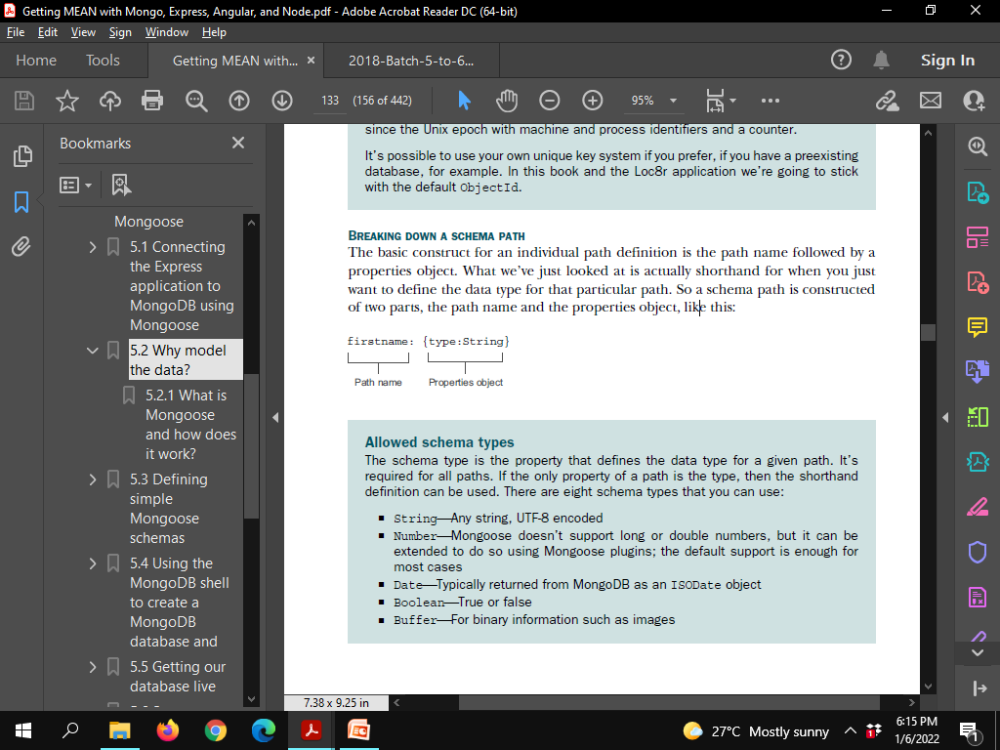 Getting MEAN with Mongo, Express, Angular, and Node.pdf - Adobe Acrobat Reader DC (64-bit)
File Edit View Sign Window Help
Home Tools Getting MEAN with... × 2018-Batch-5-to-6... Sign In
133 (156 of 442) 95%
Bookmarks
Mongoose
5.1 Connecting
the Express
application to
MongoDB using
Mongoose
5.2 Why model
the data?
5.2.1 What is
Mongoose
and how does
it work?
5.3 Defining
simple
Mongoose
schemas
5.4 Using the
MongoDB shell
to create a
MongoDB
database and
5.5 Getting our
database live
since the Unix epoch with machine and process identifiers and a counter.
It's possible to use your own unique key system if you prefer, if you have a preexisting
database, for example. In this book and the Loc8r application we're going to stick
with the default ObjectId.
BREAKING DOWN A SCHEMA PATH
The basic construct for an individual path definition is the path name followed by a
properties object. What we've just looked at is actually shorthand for when you just
want to define the data type for that particular path. So a schema path is constructed
of two parts, the path name and the properties object, like this:
firstname: {type:String}
Path name Properties object
Allowed schema types
The schema type is the property that defines the data type for a given path. It's
required for all paths. If the only property of a path is the type, then the shorthand
definition can be used. There are eight schema types that you can use:
▪ String—Any string, UTF-8 encoded
▪ Number—Mongoose doesn't support long or double numbers, but it can be
extended to do so using Mongoose plugins; the default support is enough for
most cases
▪ Date—Typically returned from MongoDB as an ISODate object
▪ Boolean—True or false
▪ Buffer—For binary information such as images
7.38 x 9.25 in
27°C Mostly sunny
6:15 PM
1/6/2022
1